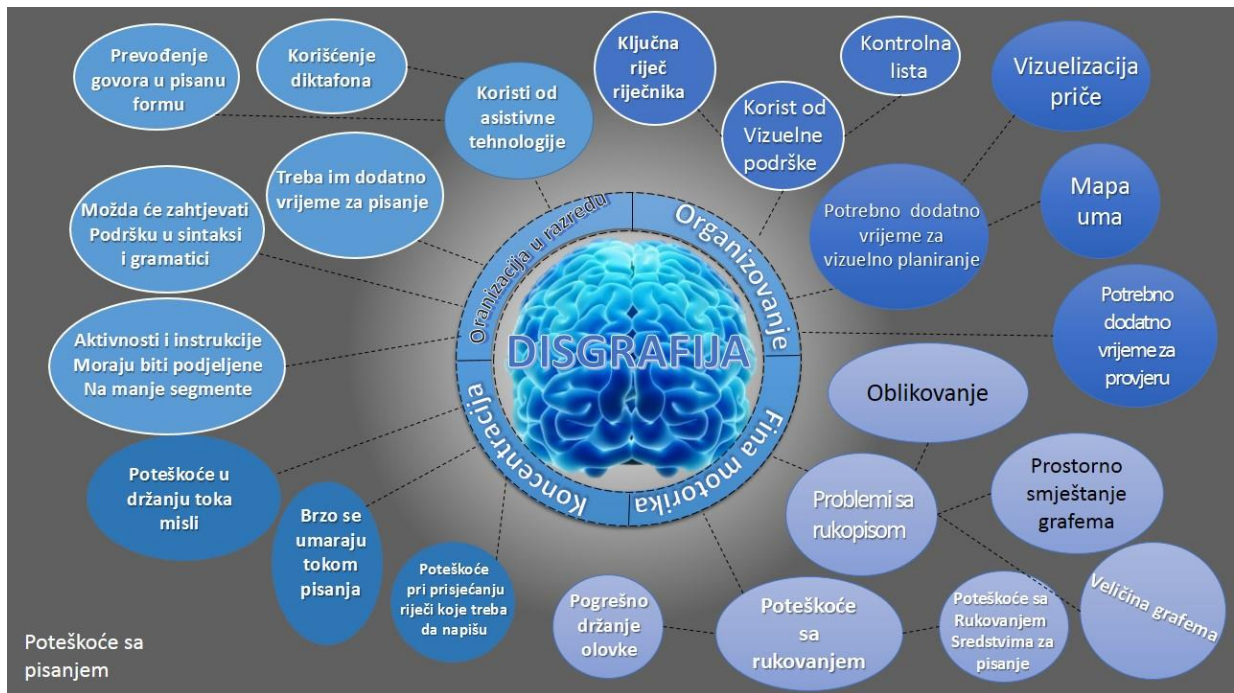 Prevođenje
govora u pisanu
formu
Korišćenje
diktafona
Koristi od
asistivne
tehnologije
Ključna
riječ
riječnika
Kontrolna
lista
Korist od
Vizuelne
podrške
Vizuelizacija
priče
Treba im dodatno
vrijeme za pisanje
Možda će zahtjevati
Podršku u sintaksi
i gramatici
Potrebno dodatno
vrijeme za
vizuelno planiranje
Mapa
uma
Oranizacija u razredu
Organizovanje
DISGRAFIJA
Koncentracija
Fina motorika
Aktivnosti i instrukcije
Moraju biti podjeljene
Na manje segmente
Potrebno
dodatno
vrijeme za
provjeru
Oblikovanje
Poteškoće u
držanju toka
misli
Brzo se
umaraju
tokom
pisanja
Poteškoće
pri prisjećanju
riječi koje treba
da napišu
Problemi sa
rukopisom
Prostorno
smještanje
grafema
Pogrešno
držanje
olovke
Poteškoće
sa
rukovanjem
Poteškoće sa
Rukovanjem
Sredstvima za
pisanje
Veličina grafema
Poteškoće sa
pisanjem